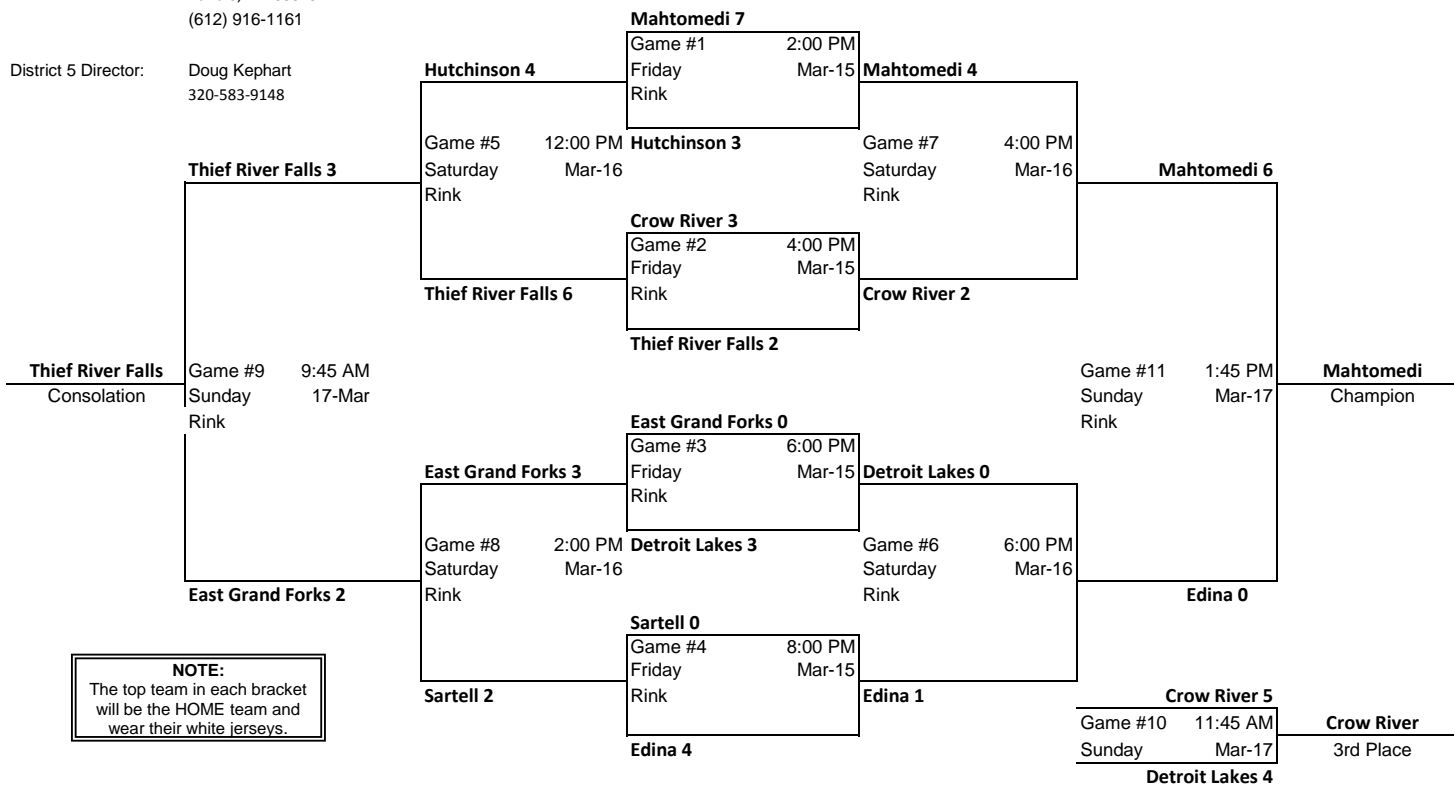 (612) 916-1161
District 5 Director: Doug Kephart
320-583-9148
Mahtomedi 7
Game #1 2:00 PM
Friday Mar-15
Rink
Hutchinson 3
Crow River 3
Game #2 4:00 PM
Friday Mar-15
Rink
Thief River Falls 2
East Grand Forks 0
Game #3 6:00 PM
Friday Mar-15
Rink
Detroit Lakes 3
Sartell 0
Game #4 8:00 PM
Friday Mar-15
Rink
Edina 4
Hutchinson 4
Game #5 12:00 PM
Saturday Mar-16
Rink
Thief River Falls 6
East Grand Forks 3
Game #8 2:00 PM
Saturday Mar-16
Rink
Sartell 2
Thief River Falls 3
Game #9 9:45 AM
Sunday 17-Mar
Rink
East Grand Forks 2
Thief River Falls
Consolation
Mahtomedi 4
Game #7 4:00 PM
Saturday Mar-16
Rink
Crow River 2
Detroit Lakes 0
Game #6 6:00 PM
Saturday Mar-16
Rink
Edina 1
Mahtomedi 6
Game #11 1:45 PM
Sunday Mar-17
Rink
Edina 0
Mahtomedi
Champion
Crow River 5
Game #10 11:45 AM
Sunday Mar-17
Detroit Lakes 4
Crow River
3rd Place
NOTE:
The top team in each bracket
will be the HOME team and
wear their white jerseys.